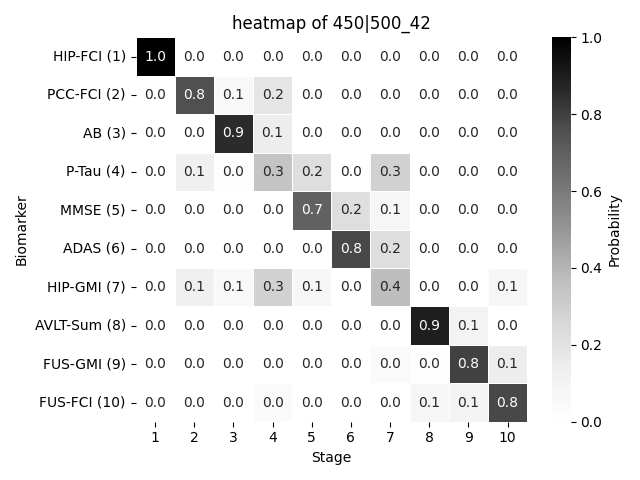 heatmap of 450|500_42
HIP-FCI (1) 1.0 0.0 0.0 0.0 0.0 0.0 0.0 0.0 0.0 0.0
PCC-FCI (2) 0.0 0.8 0.1 0.2 0.0 0.0 0.0 0.0 0.0 0.0
AB (3) 0.0 0.0 0.9 0.1 0.0 0.0 0.0 0.0 0.0 0.0
P-Tau (4) 0.0 0.1 0.0 0.3 0.2 0.0 0.3 0.0 0.0 0.0
MMSE (5) 0.0 0.0 0.0 0.0 0.7 0.2 0.1 0.0 0.0 0.0
ADAS (6) 0.0 0.0 0.0 0.0 0.0 0.8 0.2 0.0 0.0 0.0
HIP-GMI (7) 0.0 0.1 0.1 0.3 0.1 0.0 0.4 0.0 0.0 0.1
AVLT-Sum (8) 0.0 0.0 0.0 0.0 0.0 0.0 0.0 0.9 0.1 0.0
FUS-GMI (9) 0.0 0.0 0.0 0.0 0.0 0.0 0.0 0.0 0.8 0.1
FUS-FCI (10) 0.0 0.0 0.0 0.0 0.0 0.0 0.0 0.1 0.1 0.8
1 2 3 4 5 6 7 8 9 10
Stage
Biomarker
1.0
0.8
0.6
0.4
0.2
0.0
Probability